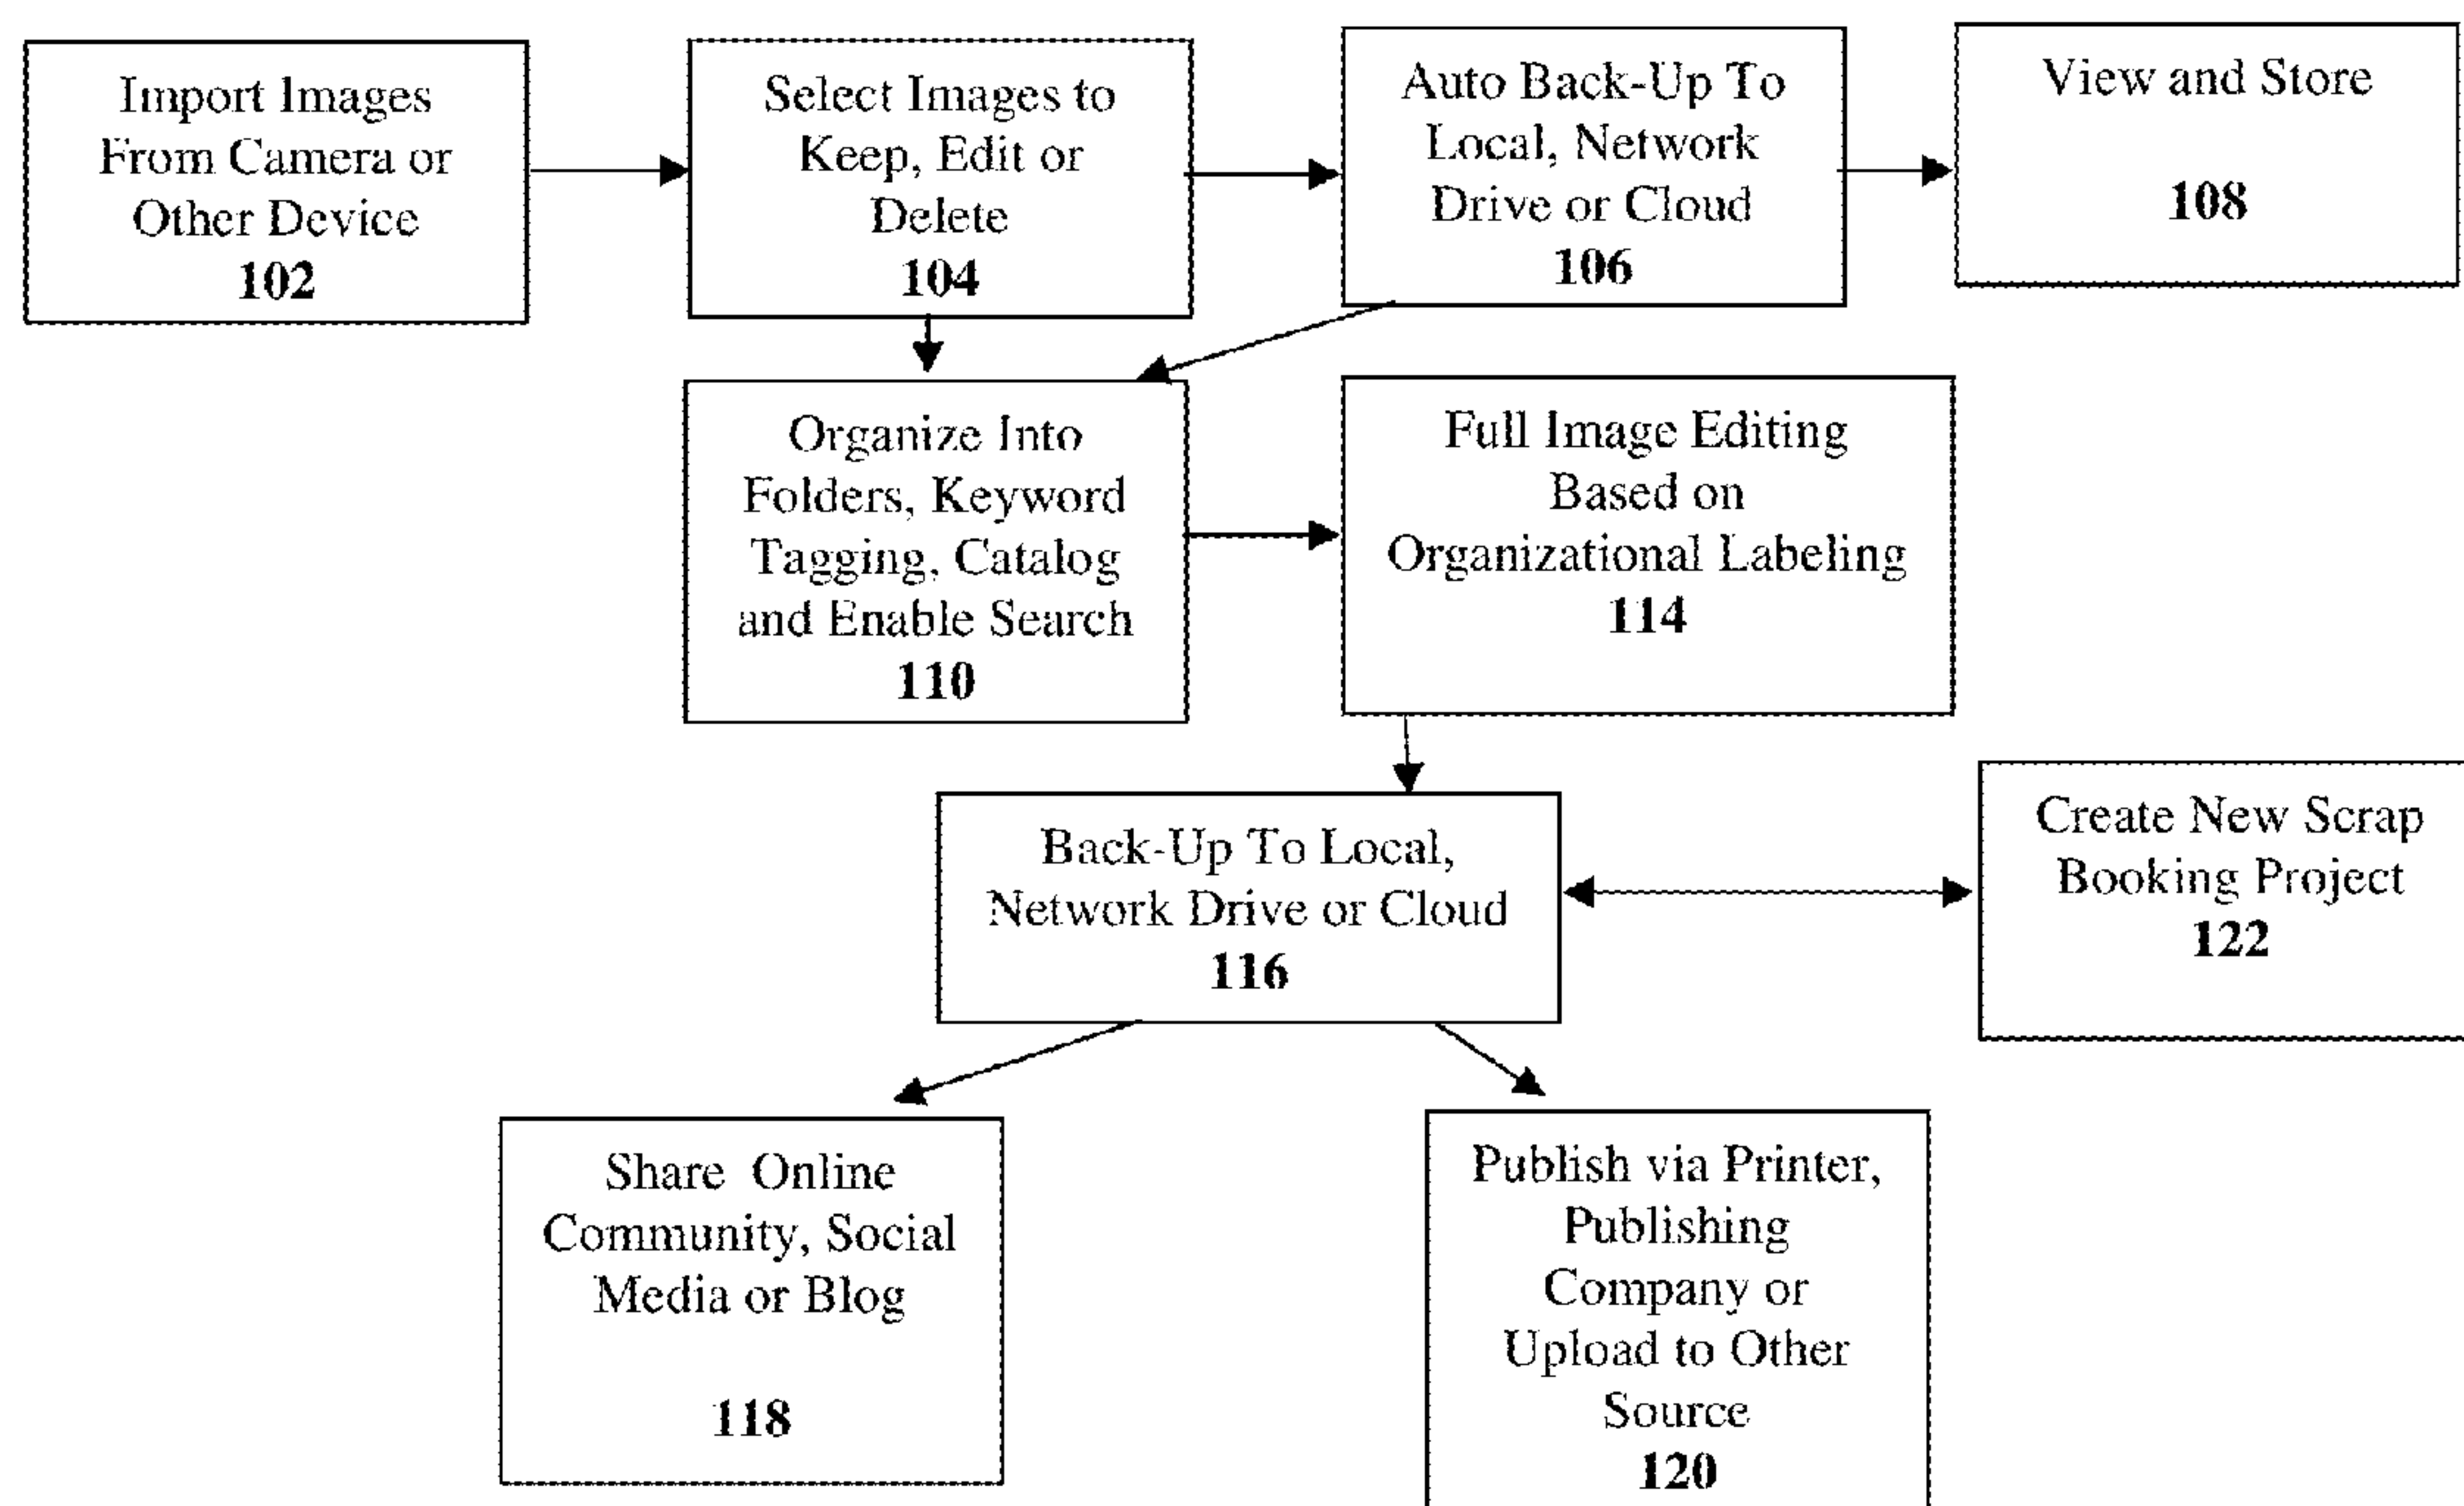 Import Images
From Camera or
Other Device
102
Select Images to
Keep, Edit or
Delete
104
Auto Back-Up To
Local, Network
Drive or Cloud
106
View and Store
108
Organize Into
Folders, Keyword
Tagging, Catalog
and Enable Search
110
Full Image Editing
Based on
Organizational Labeling
114
Back-Up To Local,
Network Drive or Cloud
116
Create New Scrap
Booking Project
122
Share Online
Community, Social
Media or Blog
118
Publish via Printer,
Publishing
Company or
Upload to Other
Source
120